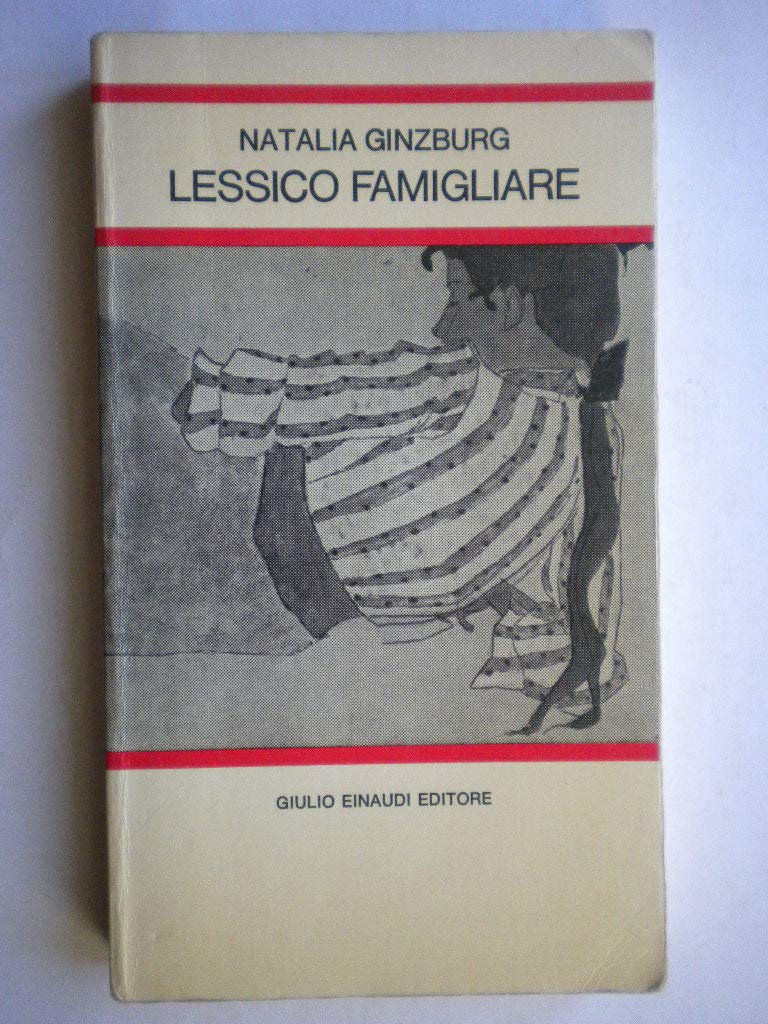 NATALIA GINZBURG
LESSICO FAMIGLIARE
GIULIO EINAUDI EDITORE